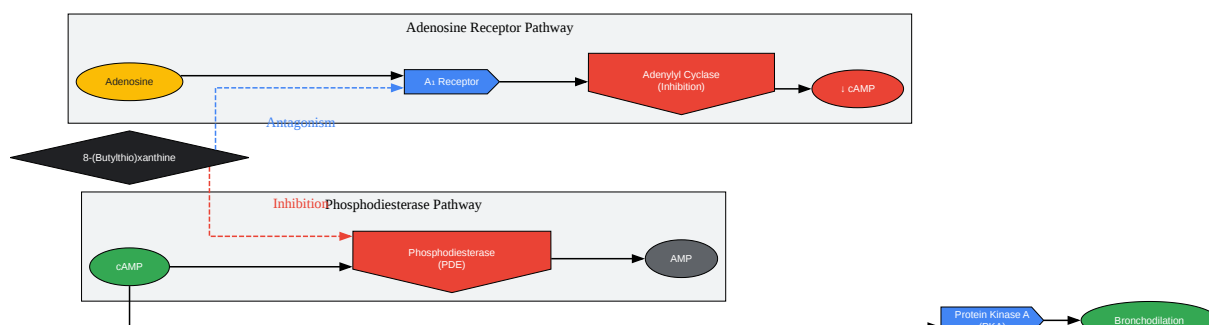 Adenosine Receptor Pathway
Adenosine
A₁ Receptor
Adenylyl Cyclase
(Inhibition)
↓ cAMP
Antagonism
8-(Butylthio)xanthine
Inhibition
Phosphodiesterase Pathway
cAMP
Phosphodiesterase
(PDE)
AMP
Protein Kinase A
(PKA)
Bronchodilation